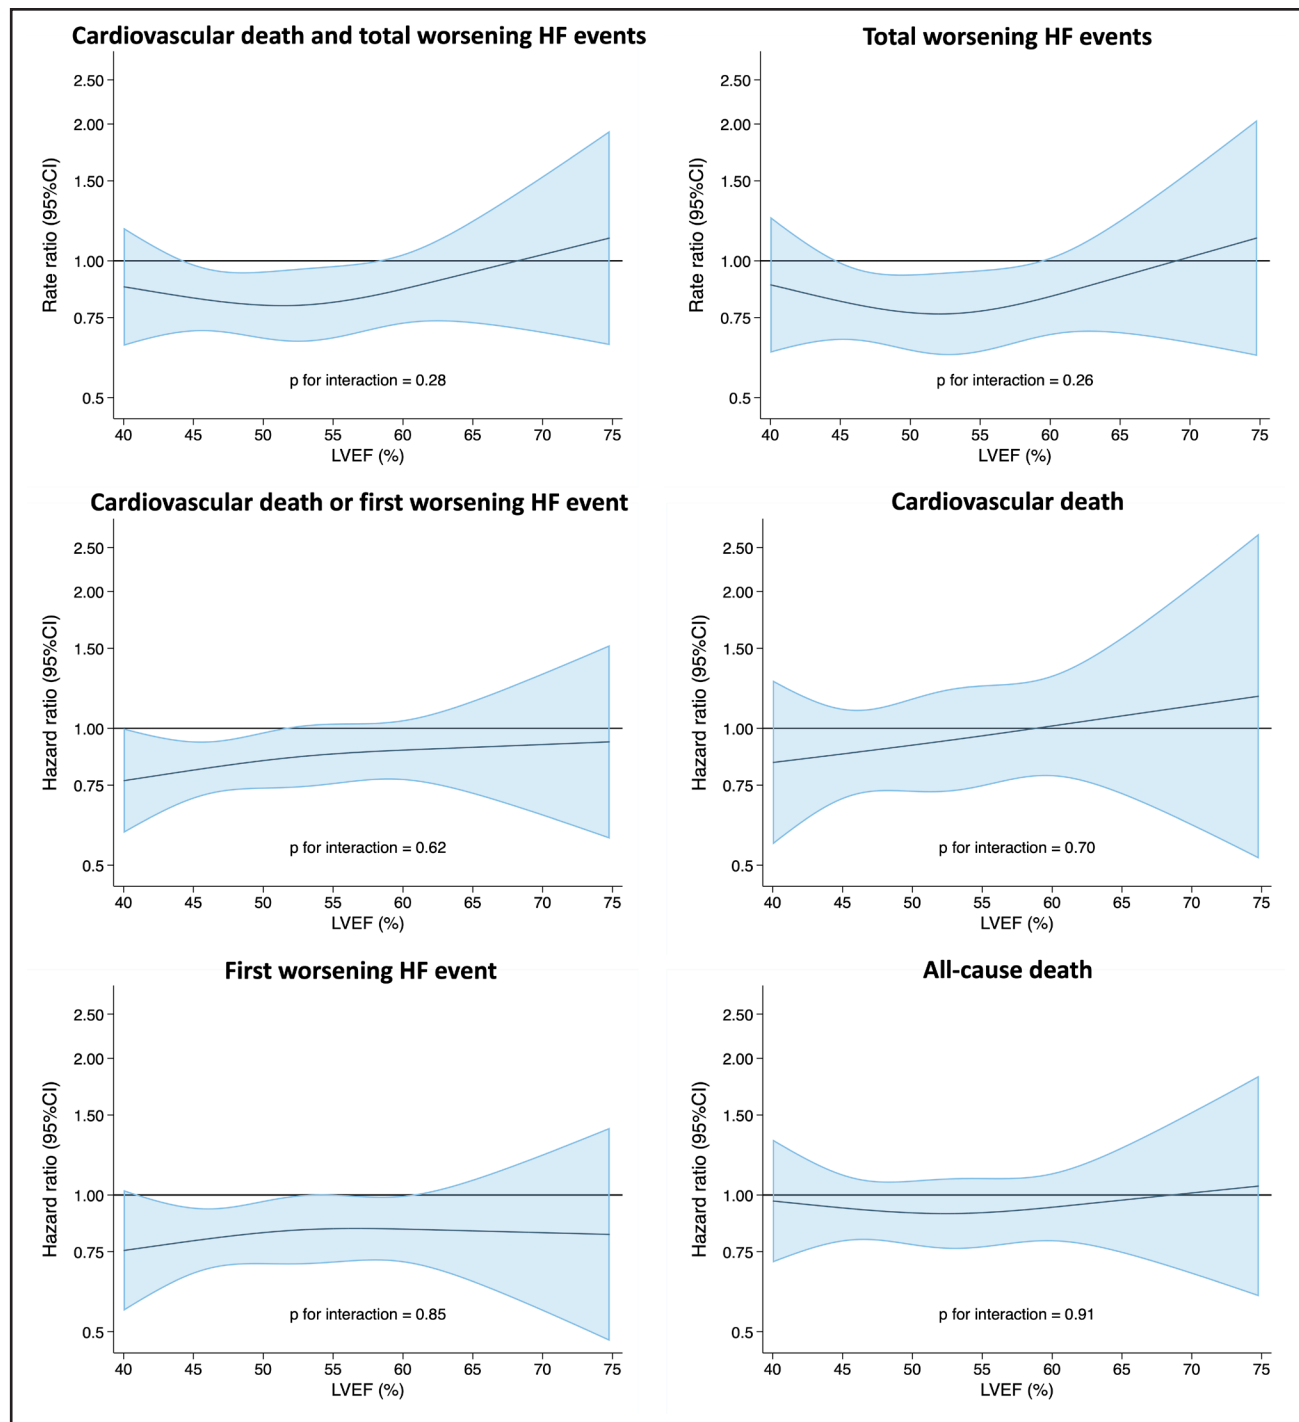 Cardiovascular death and total worsening HF events
2.50
2.00
1.50
1.00
0.75
0.5
Rate ratio (95%CI)
p for interaction = 0.28
40 45 50 55 60 65 70 75
LVEF (%)
Total worsening HF events
2.50
2.00
1.50
1.00
0.75
0.5
Rate ratio (95%CI)
p for interaction = 0.26
40 45 50 55 60 65 70 75
LVEF (%)
Cardiovascular death or first worsening HF event
2.50
2.00
1.50
1.00
0.75
0.5
Hazard ratio (95%CI)
p for interaction = 0.62
40 45 50 55 60 65 70 75
LVEF (%)
Cardiovascular death
2.50
2.00
1.50
1.00
0.75
0.5
Hazard ratio (95%CI)
p for interaction = 0.70
40 45 50 55 60 65 70 75
LVEF (%)
First worsening HF event
2.50
2.00
1.50
1.00
0.75
0.5
Hazard ratio (95%CI)
p for interaction = 0.85
40 45 50 55 60 65 70 75
LVEF (%)
All-cause death
2.50
2.00
1.50
1.00
0.75
0.5
Hazard ratio (95%CI)
p for interaction = 0.91
40 45 50 55 60 65 70 75
LVEF (%)